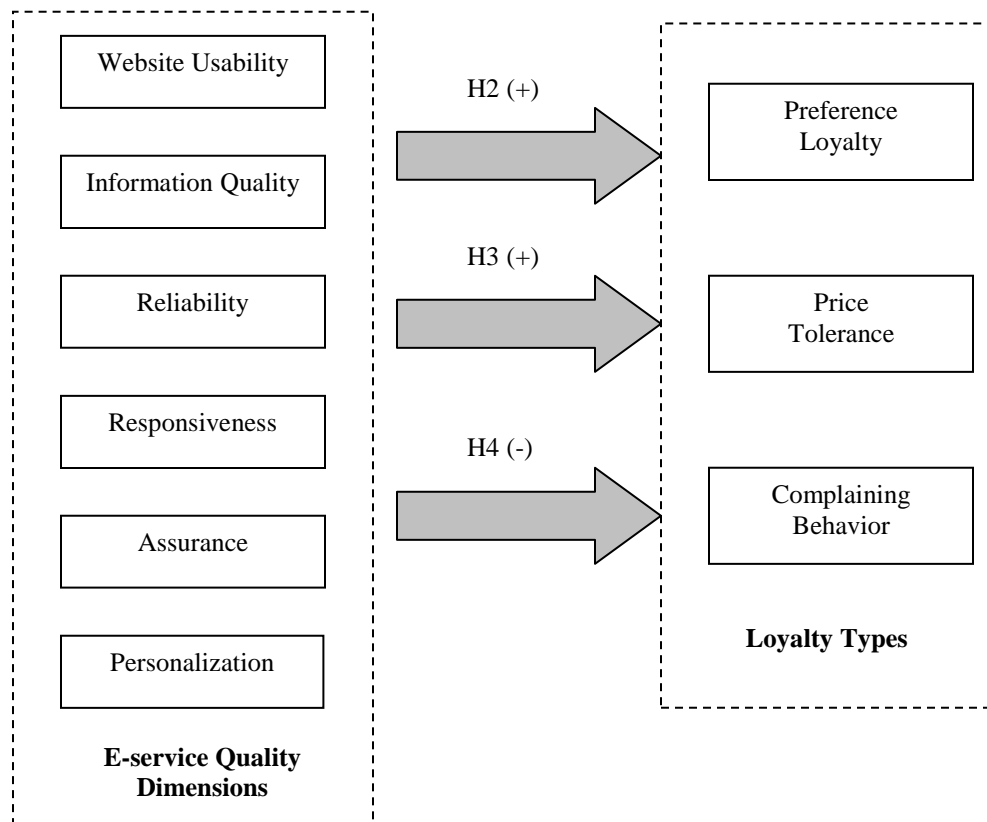 Website Usability
Information Quality
Reliability
Responsiveness
Assurance
Personalization
E-service Quality
Dimensions
H2 (+)
H3 (+)
H4 (-)
Preference
Loyalty
Price
Tolerance
Complaining
Behavior
Loyalty Types